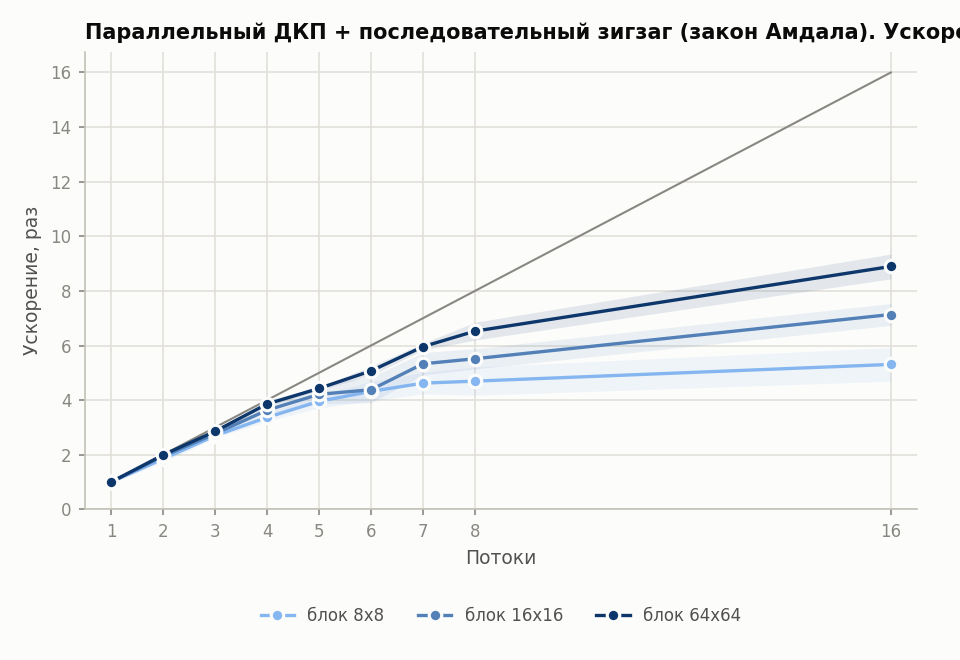 Параллельный ДКП + последовательный зигзаг (закон Амдала). Ускоре
16
14
12
10
8
6
4
2
0
Ускорение, раз
1 2 3 4 5 6 7 8 16
Потоки
блок 8x8 блок 16x16 блок 64x64